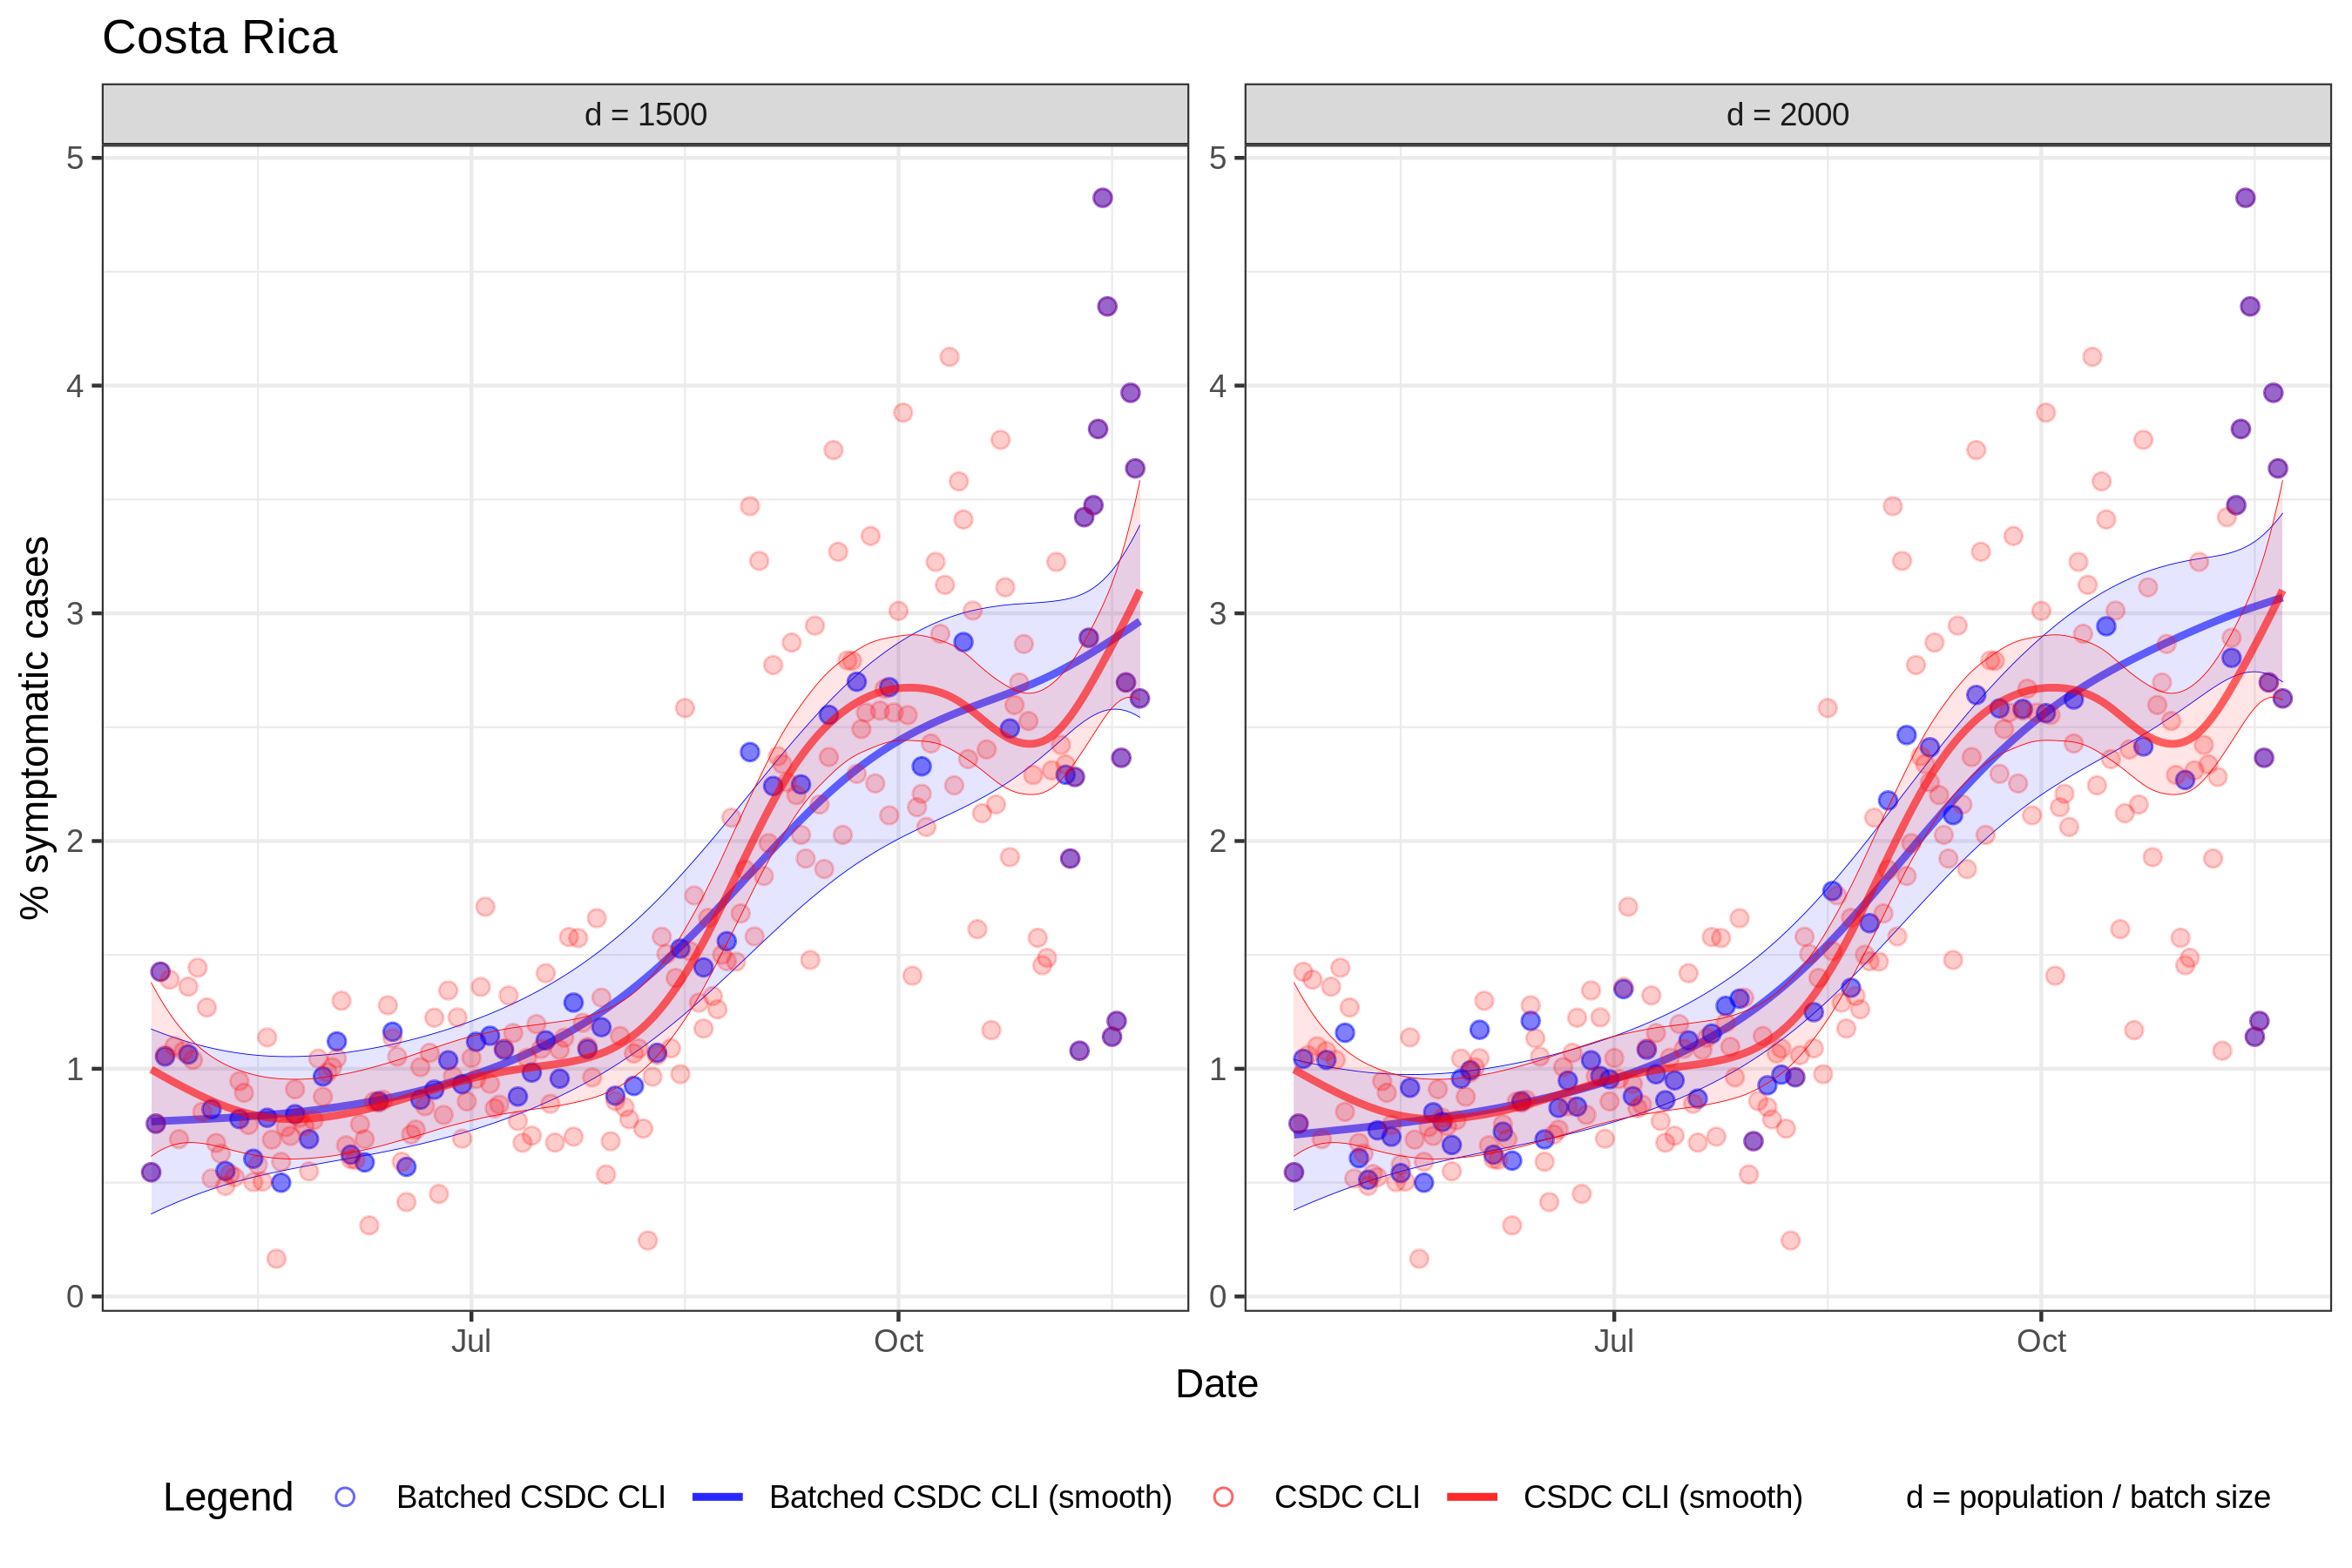 Costa Rica
d = 1500
d = 2000
5
4
3
2
1
0
5
4
3
2
1
0
% symptomatic cases
Jul
Oct
Jul
Oct
Date
Legend Batched CSDC CLI Batched CSDC CLI (smooth) CSDC CLI CSDC CLI (smooth) d = population / batch size